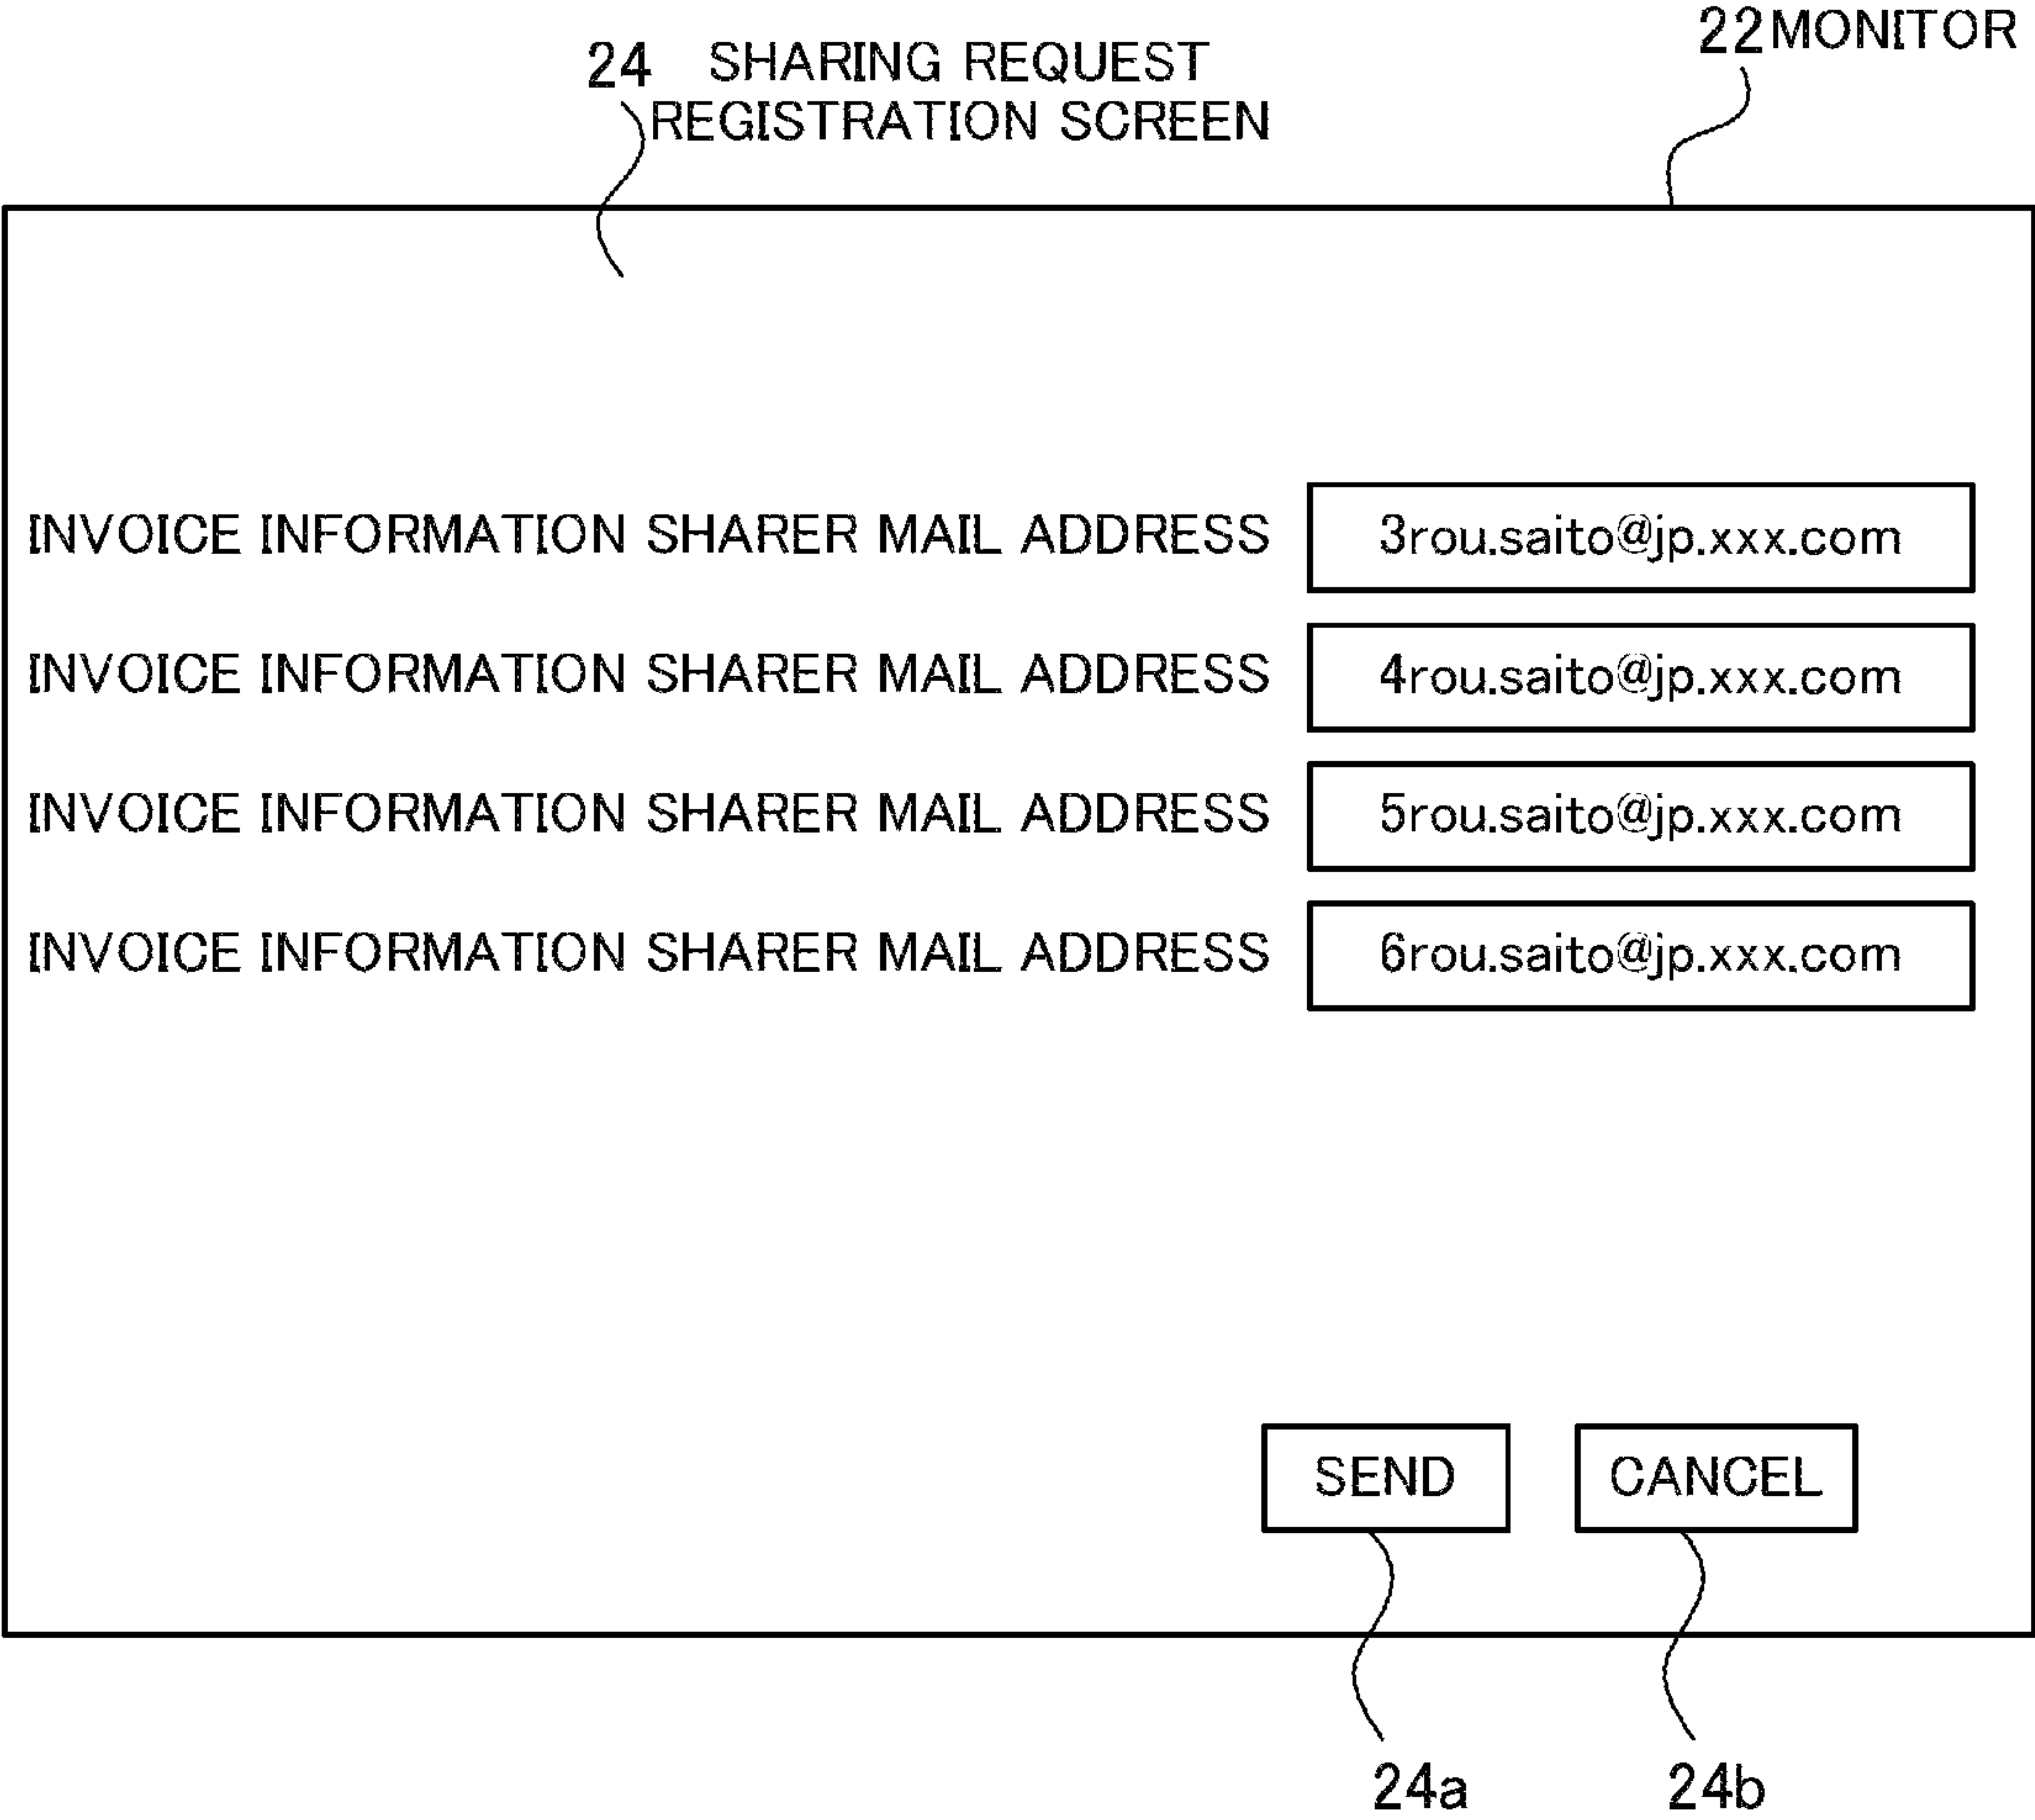 22 MONITOR
24 SHARING REQUEST
REGISTRATION SCREEN
INVOICE INFORMATION SHARER MAIL ADDRESS 3rou.saito@jp.xxx.com
INVOICE INFORMATION SHARER MAIL ADDRESS 4rou.saito@jp.xxx.com
INVOICE INFORMATION SHARER MAIL ADDRESS 5rou.saito@jp.xxx.com
INVOICE INFORMATION SHARER MAIL ADDRESS 6rou.saito@jp.xxx.com
SEND CANCEL
24a 24b